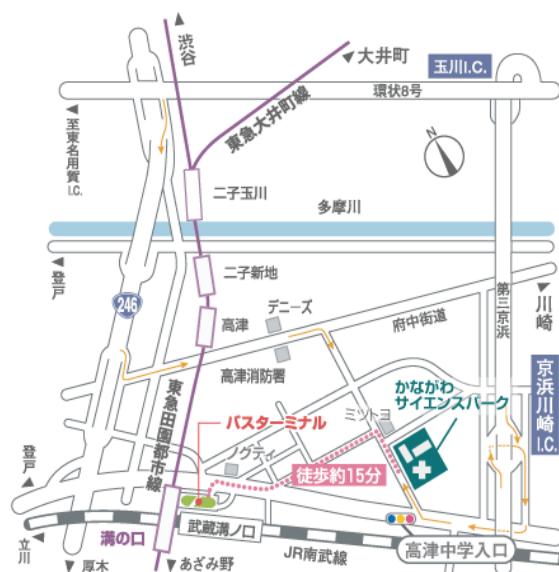 渋谷
大井町
玉川I.C.
環状8号
至東名用賀I.C.
東急大井町線
N
二子玉川
多摩川
登戸
二子新地
246
デニーズ
高津
府中街道
第三京浜
川崎
高津消防署
京浜川崎I.C.
かながわ
サイエンスパーク
東急田園都市線
バスターミナル
ミツトヨ
ノクティ
徒歩約15分
登戸
溝の口
武蔵溝ノ口
高津中学入口
立川
JR南武線
厚木
あざみ野